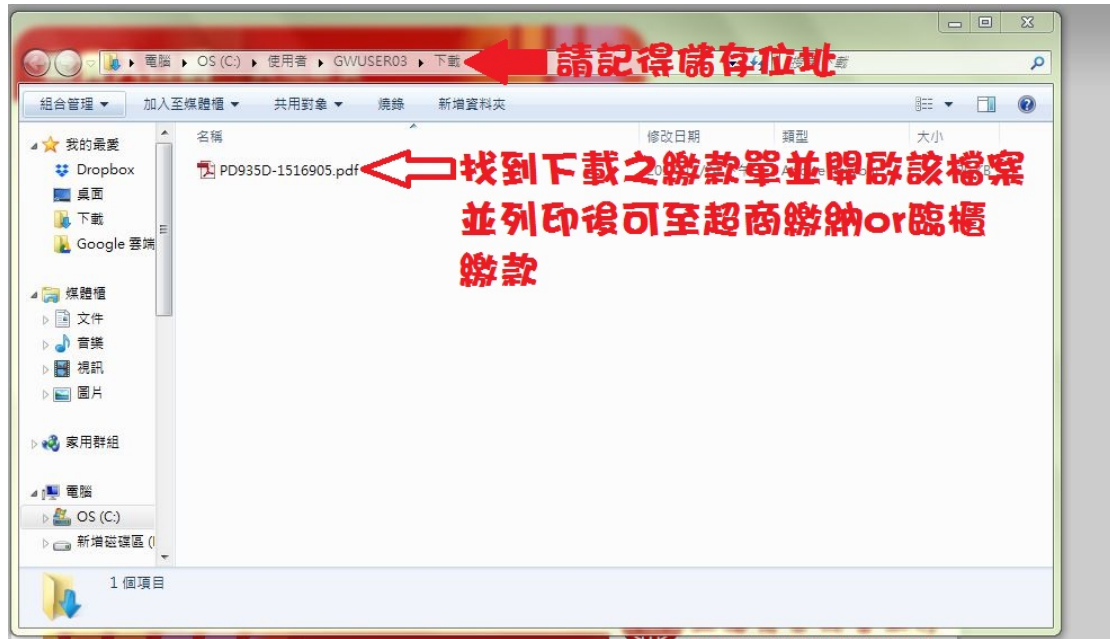 電腦 ▸ OS (C:) ▸ 使用者 ▸ GWUSER03 ▸ 下載
請記得儲存位址
組合管理 加入至媒體櫃 共用對象 燒錄 新增資料夾
我的最愛
Dropbox
桌面
下載
Google 雲端
媒體櫃
文件
音樂
視訊
圖片
家用群組
電腦
OS (C:)
新增磁碟區 (
名稱 修改日期 類型 大小
PD935D-1516905.pdf
找到下載之繳款單並開啟該檔案
並列印後可至超商繳納or臨櫃
繳款
1 個項目